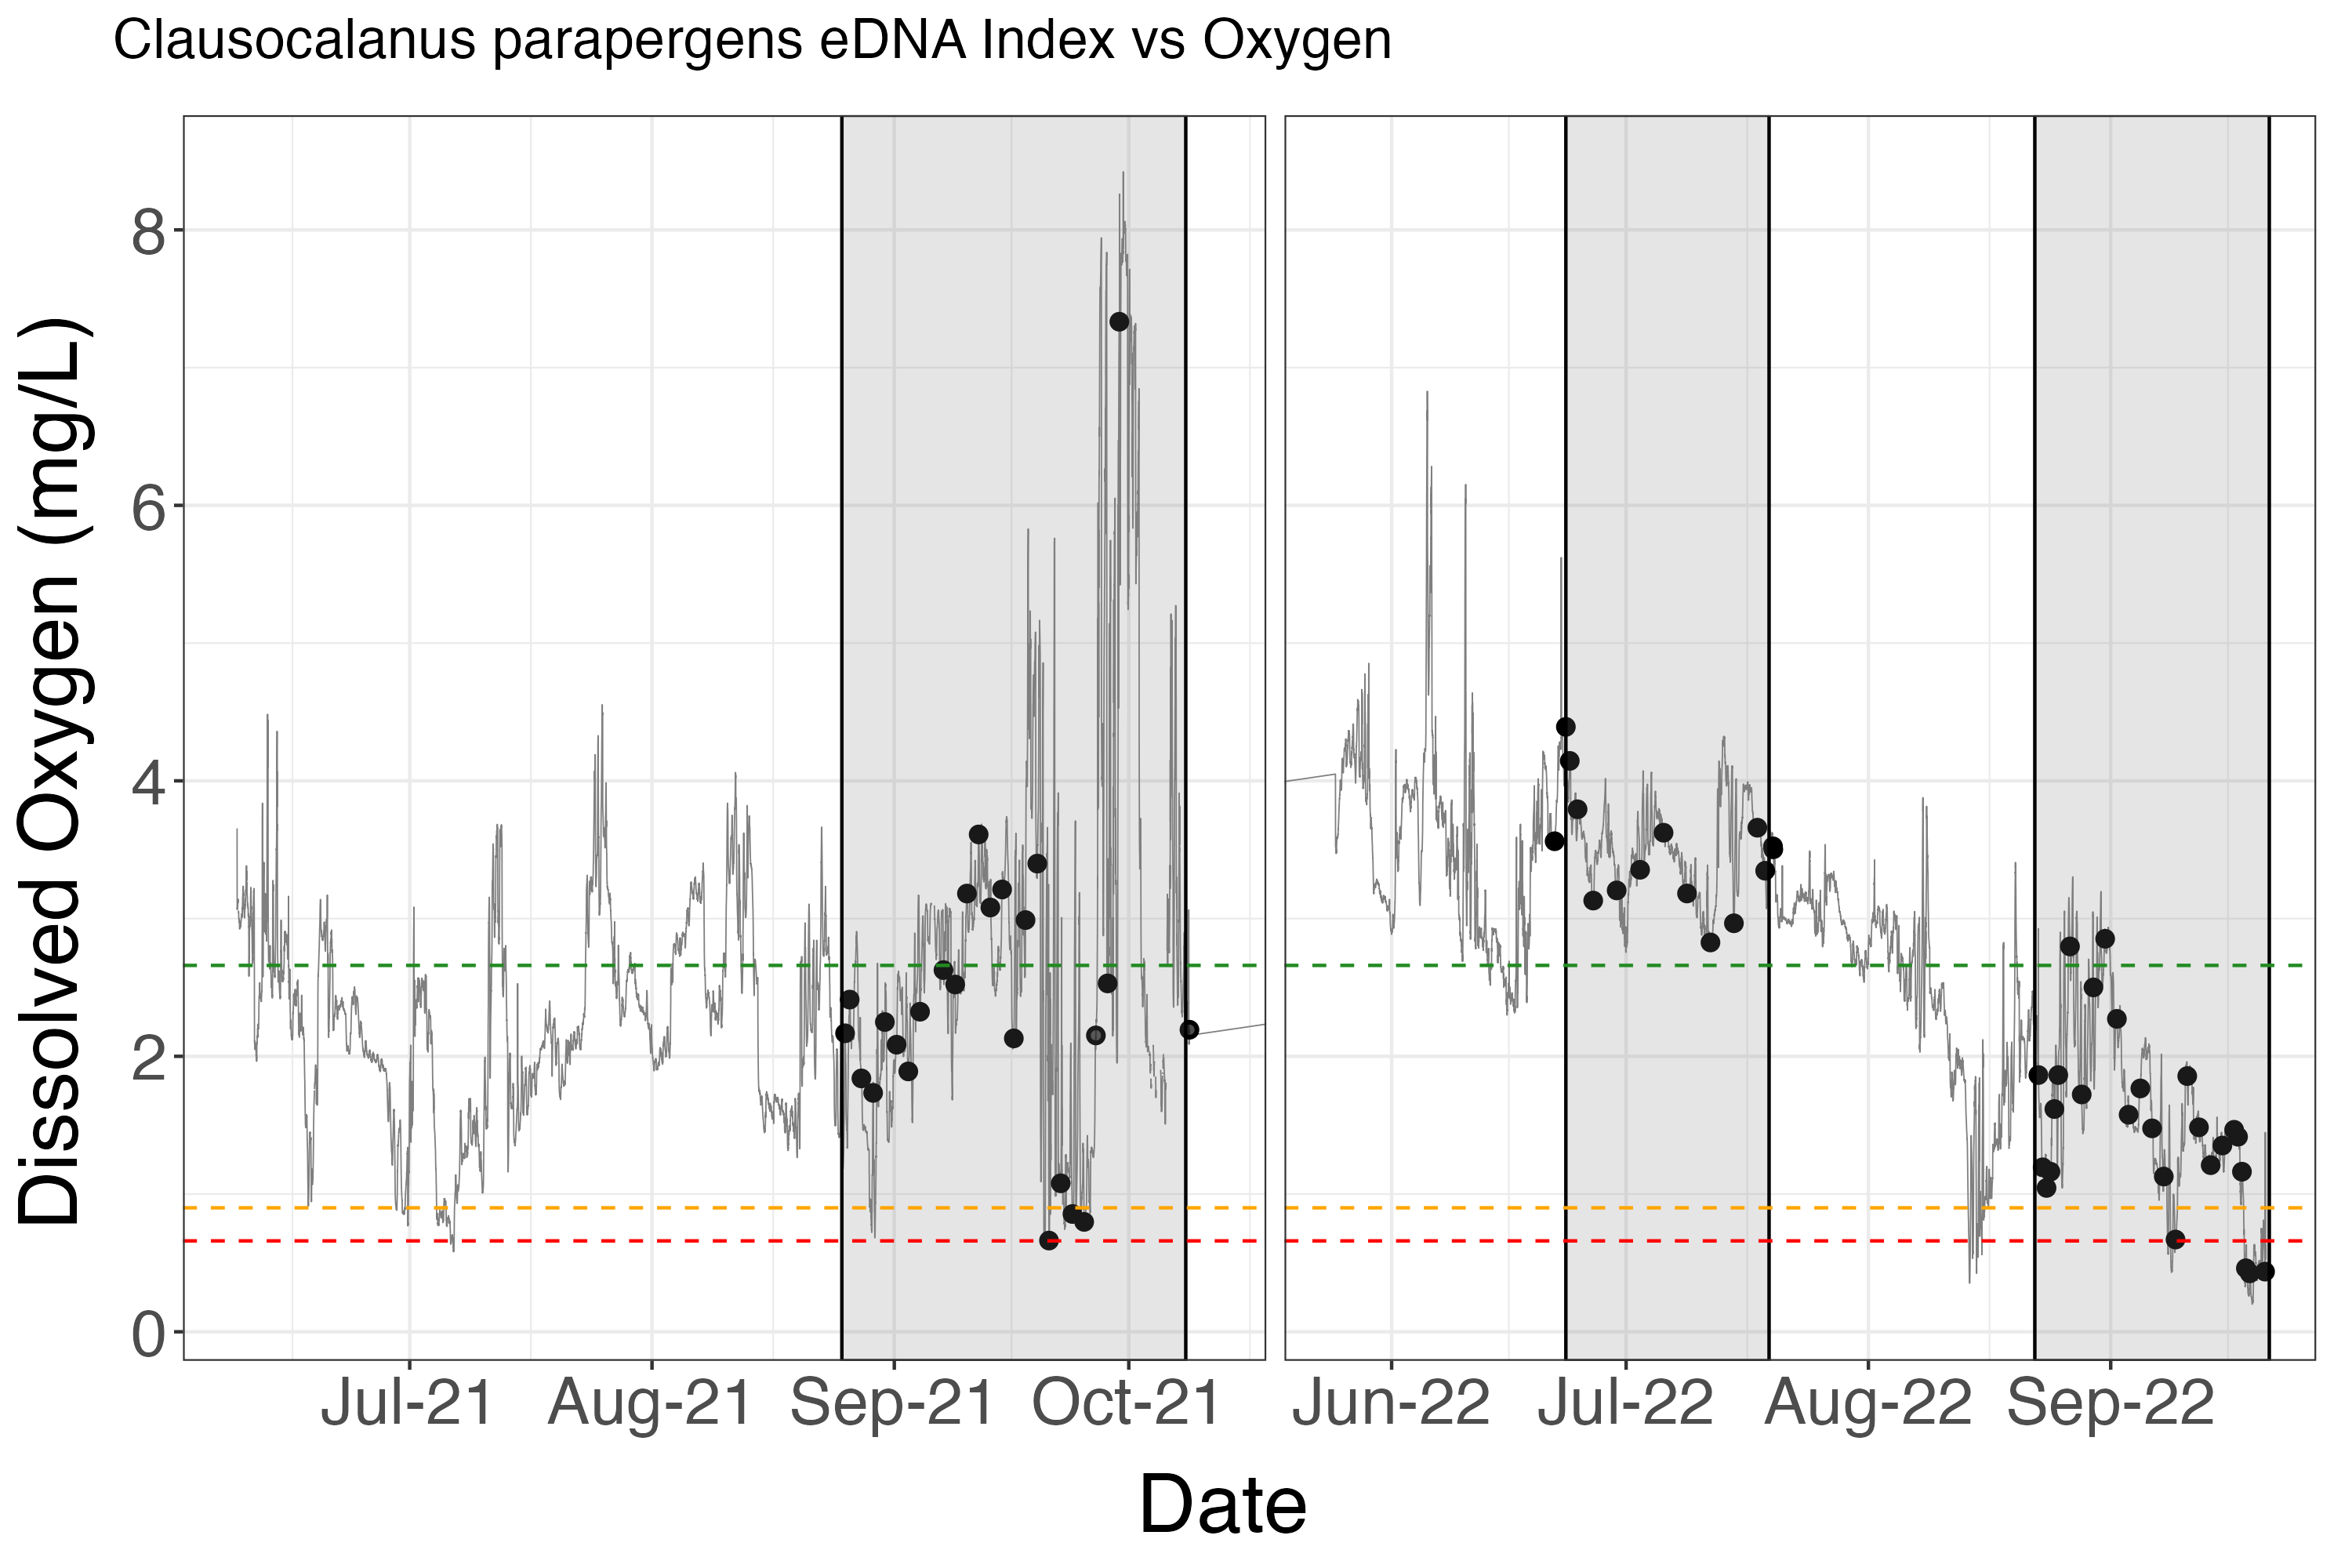 Clausocalanus parapergens eDNA Index vs Oxygen
Dissolved Oxygen (mg/L)
8
6
4
2
0
Jul-21 Aug-21 Sep-21 Oct-21 Jun-22 Jul-22 Aug-22 Sep-22
Date